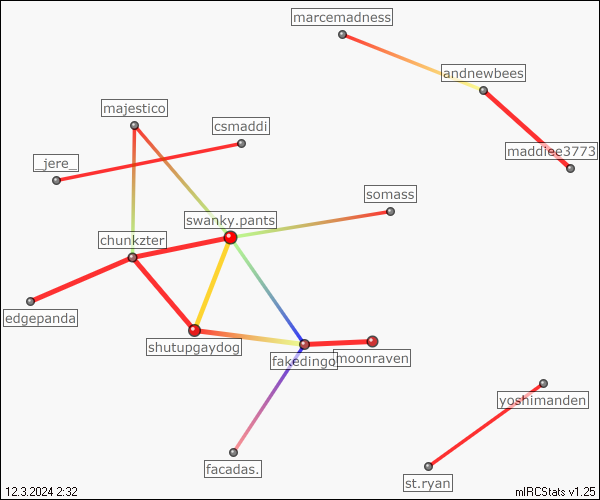 marcemadness
andnewbees
majestico
csmaddi
maddiee3773
_jere_
somass
swanky.pants
chunkzter
edgepanda
shutupgaydog
fakedingo
moonraven
yoshimanden
facadas.
st.ryan
12.3.2024 2:32
mIRCStats v1.25